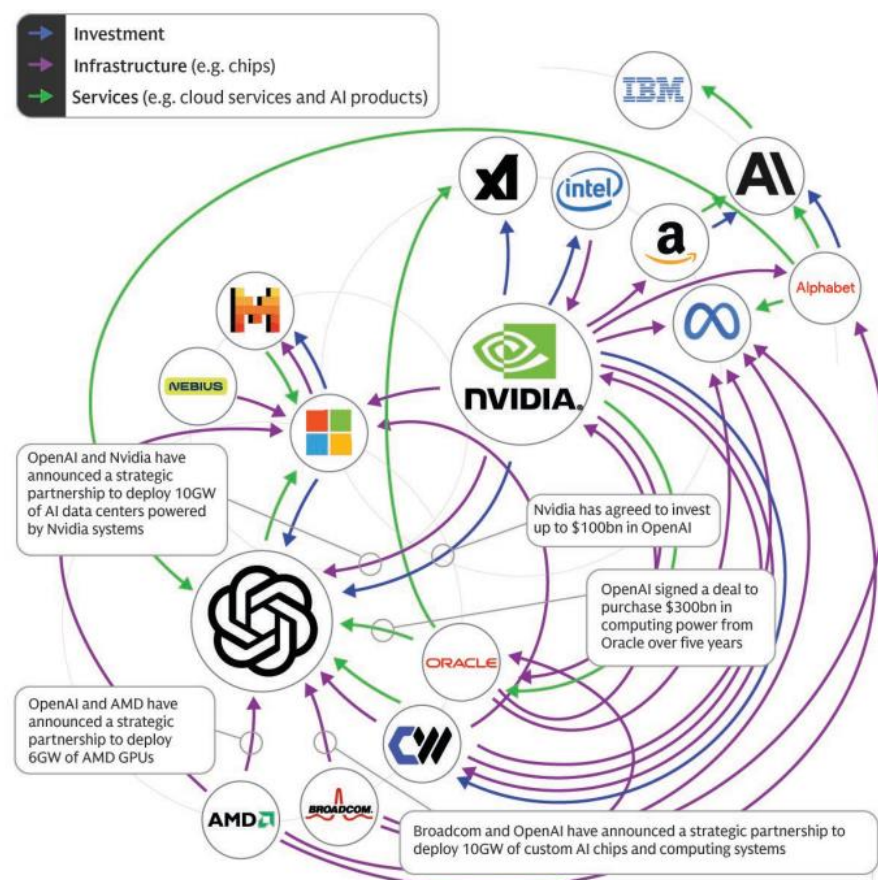 Investment
Infrastructure (e.g. chips)
Services (e.g. cloud services and AI products)
IBM
xI
intel
AI
a
Alphabet
NEBIUS
NVIDIA.
OpenAI and Nvidia have
announced a strategic
partnership to deploy 10GW
of AI data centers powered
by Nvidia systems
Nvidia has agreed to invest
up to $100bn in OpenAI
OpenAI signed a deal to
purchase $300bn in
computing power from
Oracle over five years
ORACLE
OpenAI and AMD have
announced a strategic
partnership to deploy
6GW of AMD GPUs
AMD
BROADCOM.
Broadcom and OpenAI have announced a strategic partnership to
deploy 10GW of custom AI chips and computing systems